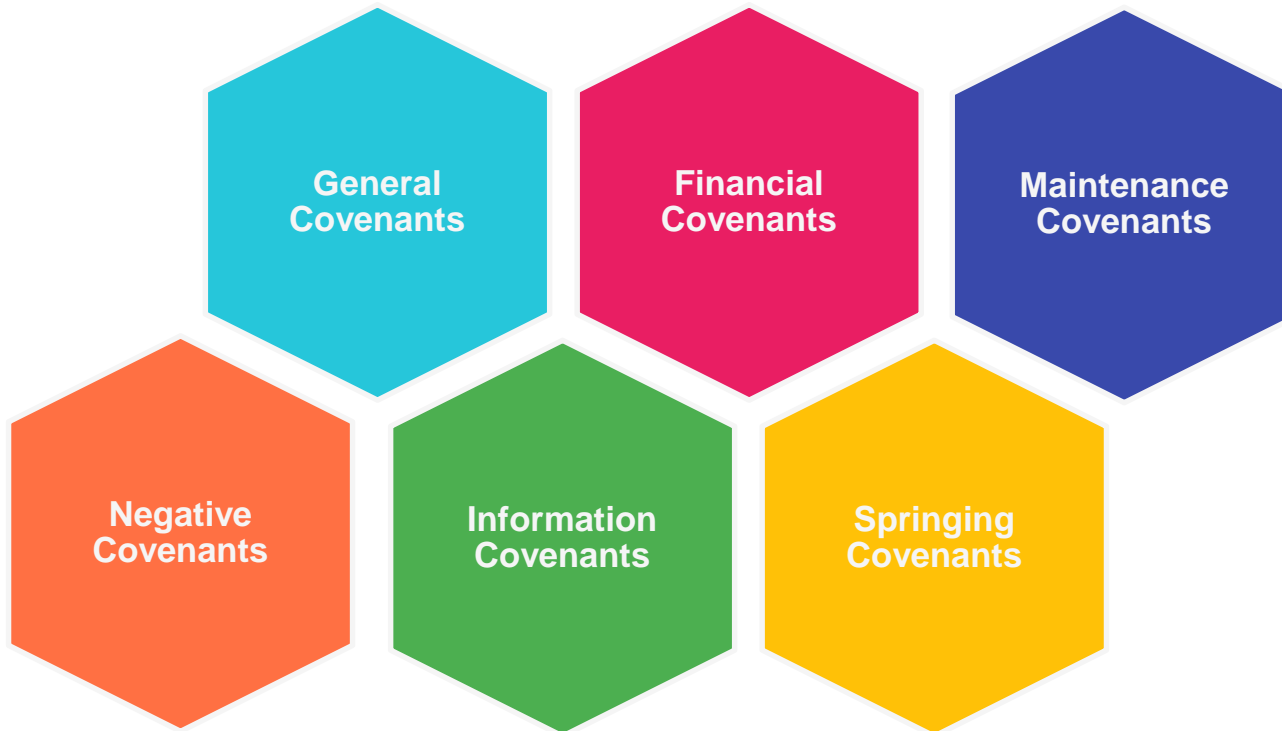 General
Covenants
Financial
Covenants
Maintenance
Covenants
Negative
Covenants
Information
Covenants
Springing
Covenants